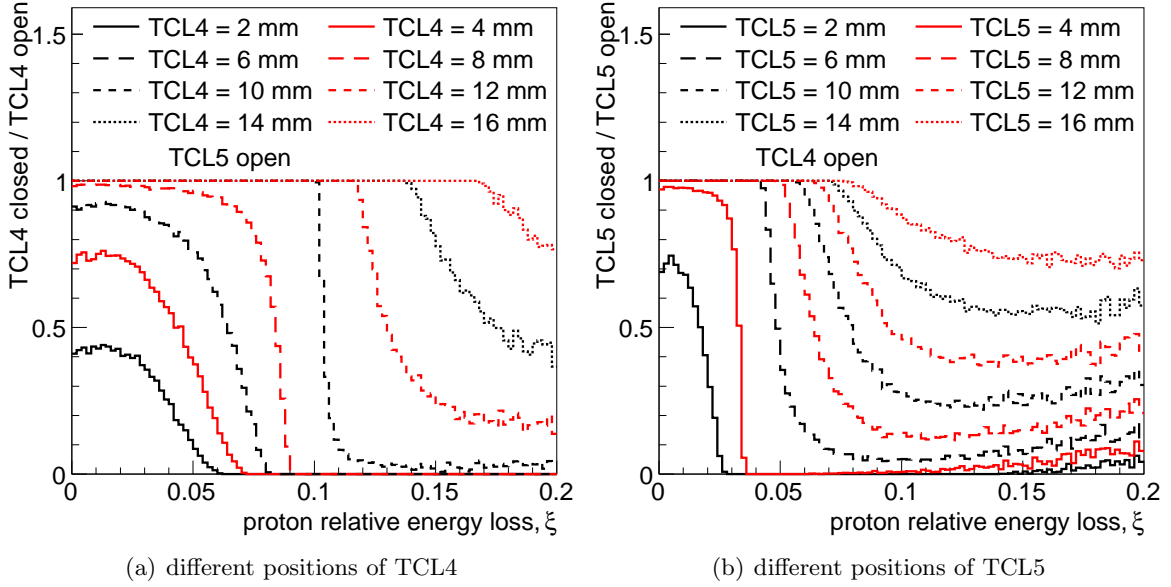 TCL4 closed / TCL4 open
1.5
1
0.5
0
TCL4 = 2 mm TCL4 = 4 mm
TCL4 = 6 mm TCL4 = 8 mm
TCL4 = 10 mm TCL4 = 12 mm
TCL4 = 14 mm TCL4 = 16 mm
TCL5 open
0 0.05 0.1 0.15 0.2
proton relative energy loss, ξ
(a) different positions of TCL4
TCL5 closed / TCL5 open
1.5
1
0.5
0
TCL5 = 2 mm TCL5 = 4 mm
TCL5 = 6 mm TCL5 = 8 mm
TCL5 = 10 mm TCL5 = 12 mm
TCL5 = 14 mm TCL5 = 16 mm
TCL4 open
0 0.05 0.1 0.15 0.2
proton relative energy loss, ξ
(b) different positions of TCL5